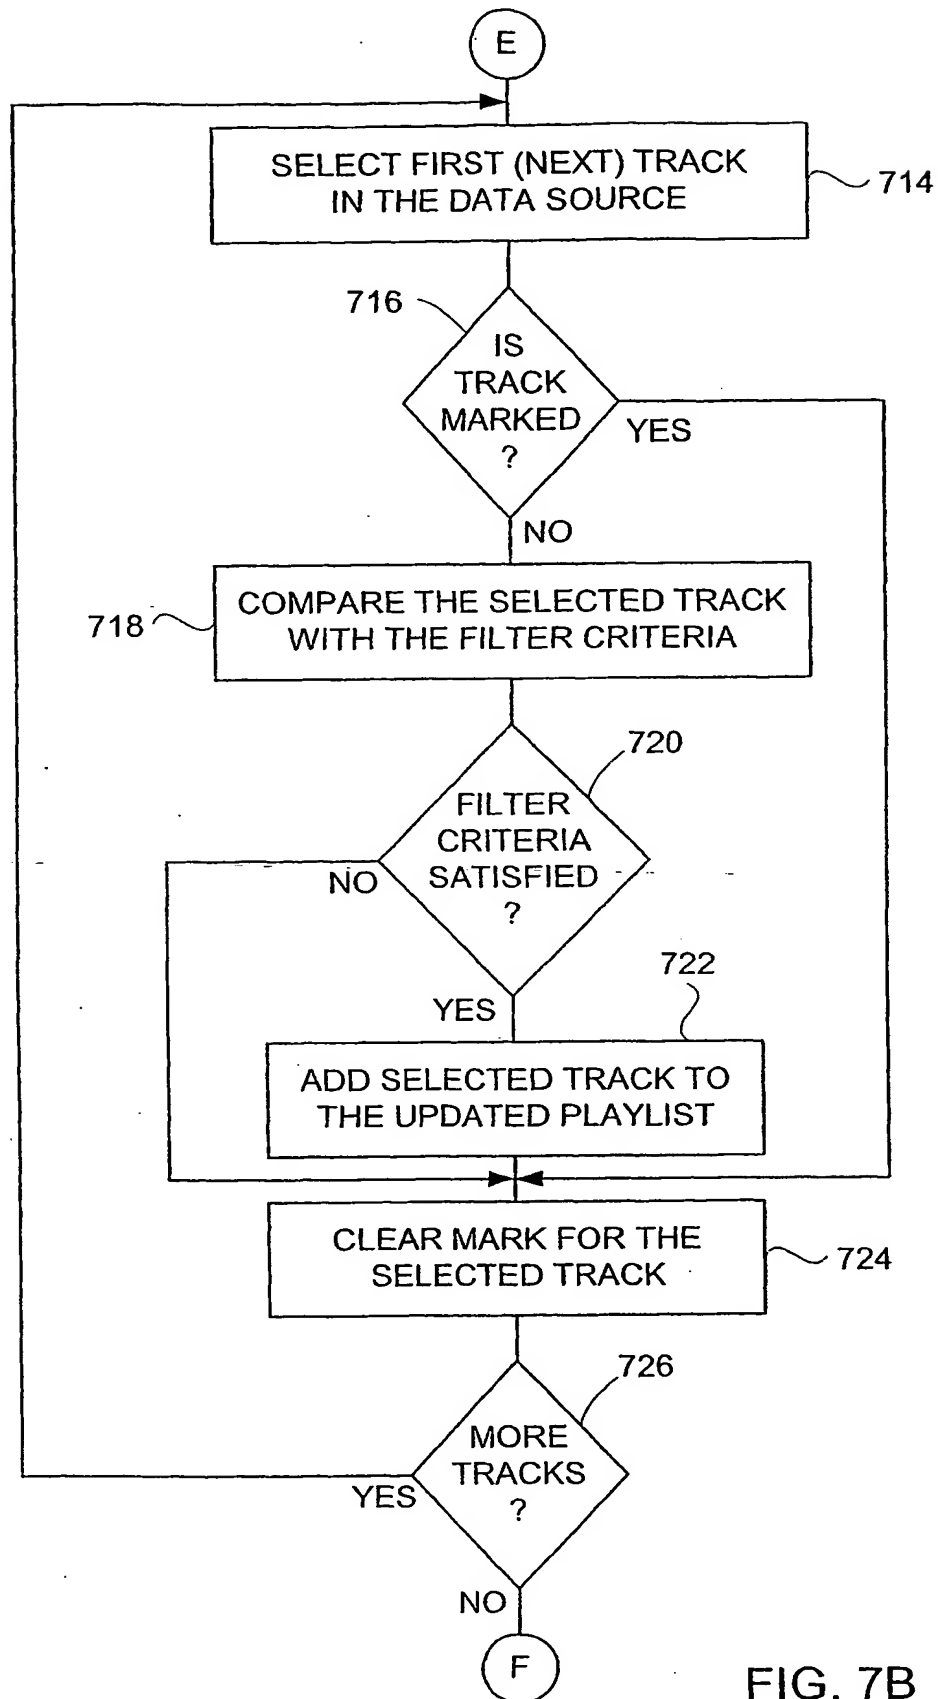 E
SELECT FIRST (NEXT) TRACK
IN THE DATA SOURCE
714
716
IS
TRACK
MARKED
?
YES
NO
718
COMPARE THE SELECTED TRACK
WITH THE FILTER CRITERIA
720
FILTER
CRITERIA
SATISFIED
?
NO
YES
722
ADD SELECTED TRACK TO
THE UPDATED PLAYLIST
CLEAR MARK FOR THE
SELECTED TRACK
724
726
MORE
TRACKS
?
YES
NO
F
FIG. 7B